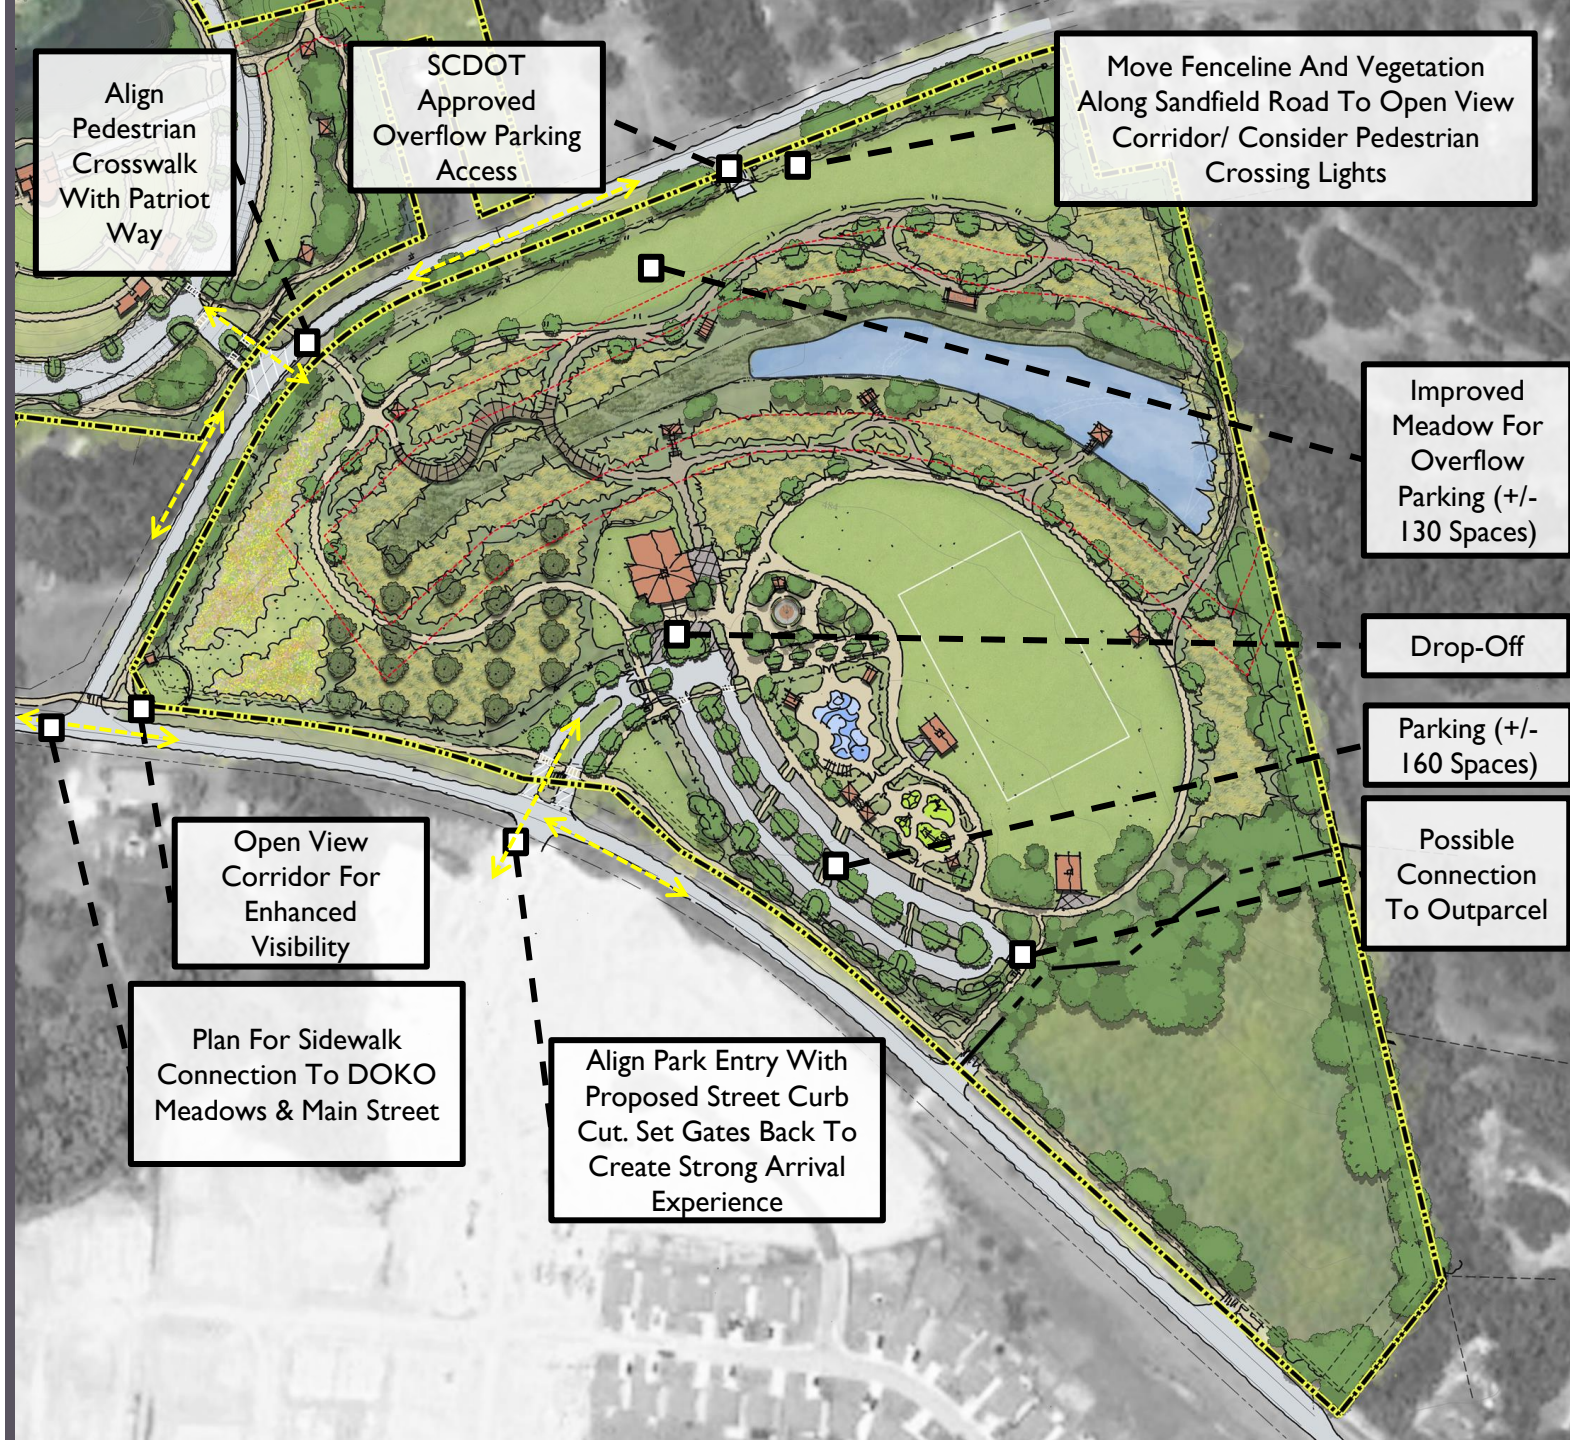 Align
Pedestrian
Crosswalk
With Patriot
Way
SCDOT
Approved
Overflow Parking
Access
Move Fenceline And Vegetation
Along Sandfield Road To Open View
Corridor/ Consider Pedestrian
Crossing Lights
Improved
Meadow For
Overflow
Parking (+/-
130 Spaces)
Drop-Off
Parking (+/-
160 Spaces)
Possible
Connection
To Outparcel
Open View
Corridor For
Enhanced
Visibility
Plan For Sidewalk
Connection To DOKO
Meadows & Main Street
Align Park Entry With
Proposed Street Curb
Cut. Set Gates Back To
Create Strong Arrival
Experience